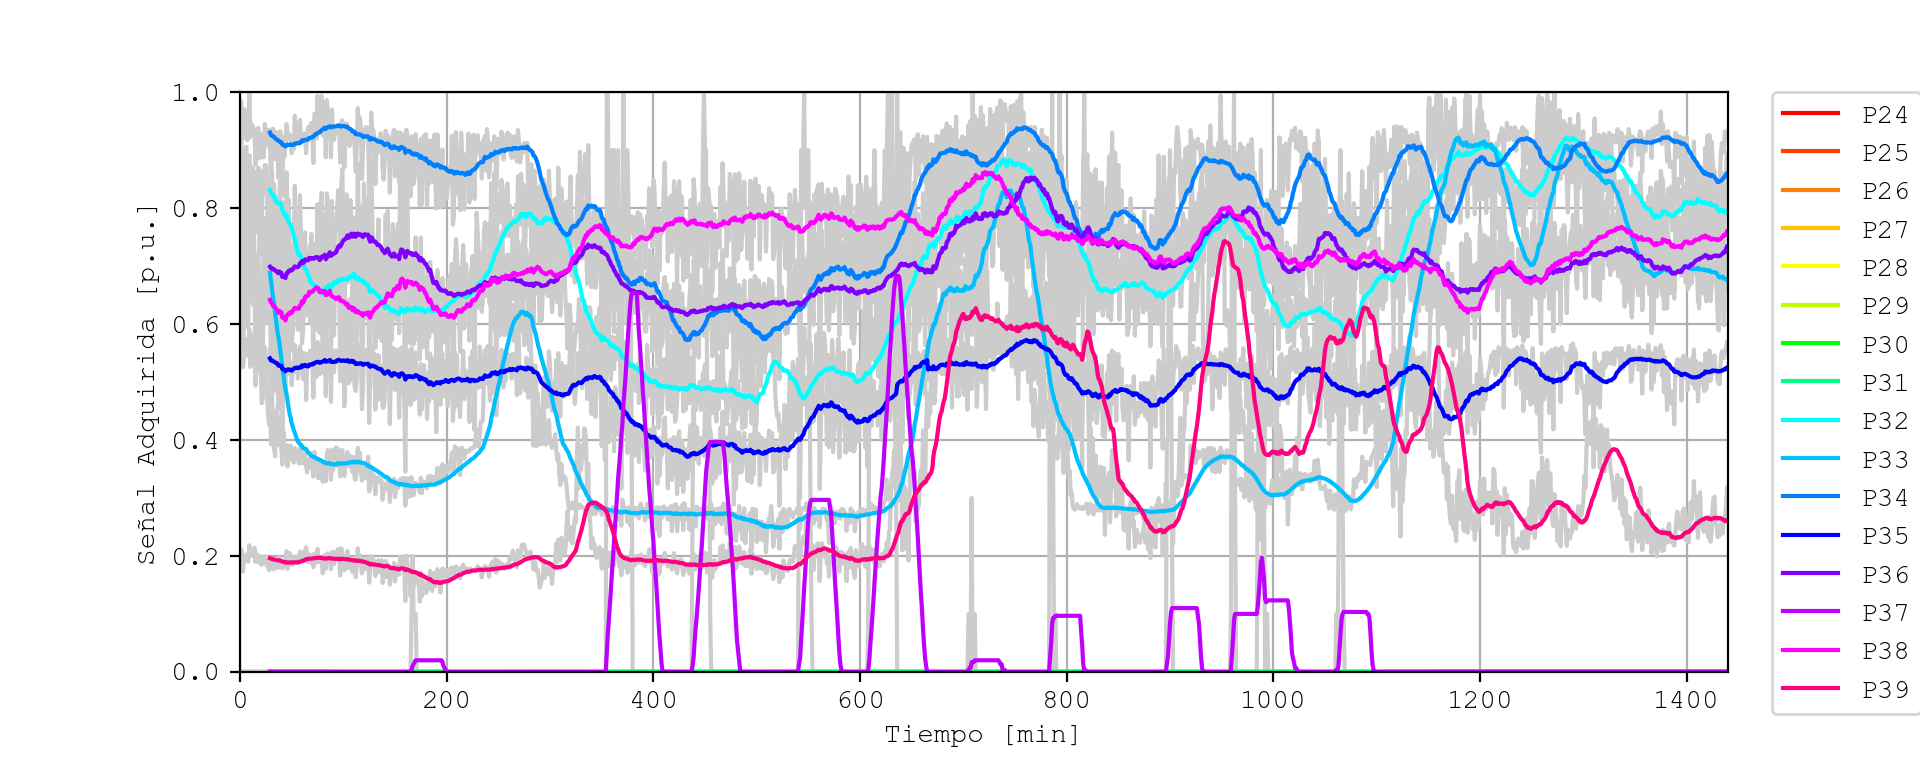 1.0
0.8
0.6
0.4
0.2
0.0
Señal Adquirida [p.u.]
0 200 400 600 800 1000 1200 1400
Tiempo [min]
P24
P25
P26
P27
P28
P29
P30
P31
P32
P33
P34
P35
P36
P37
P38
P39